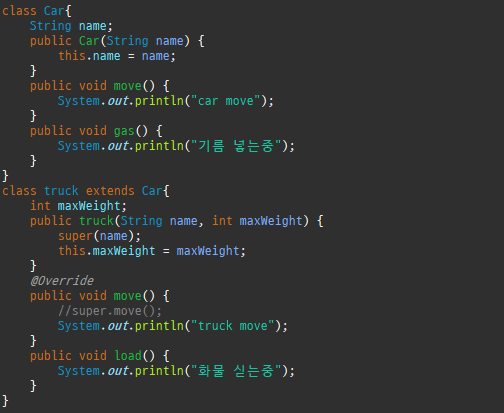 class Car{
    String name;
    public Car(String name) {
        this.name = name;
    }
    public void move() {
        System.out.println("car move");
    }
    public void gas() {
        System.out.println("기름 넣는중");
    }
}
class truck extends Car{
    int maxWeight;
    public truck(String name, int maxWeight) {
        super(name);
        this.maxWeight = maxWeight;
    }
    @Override
    public void move() {
        //super.move();
        System.out.println("truck move");
    }
    public void load() {
        System.out.println("화물 싣는중");
    }
}